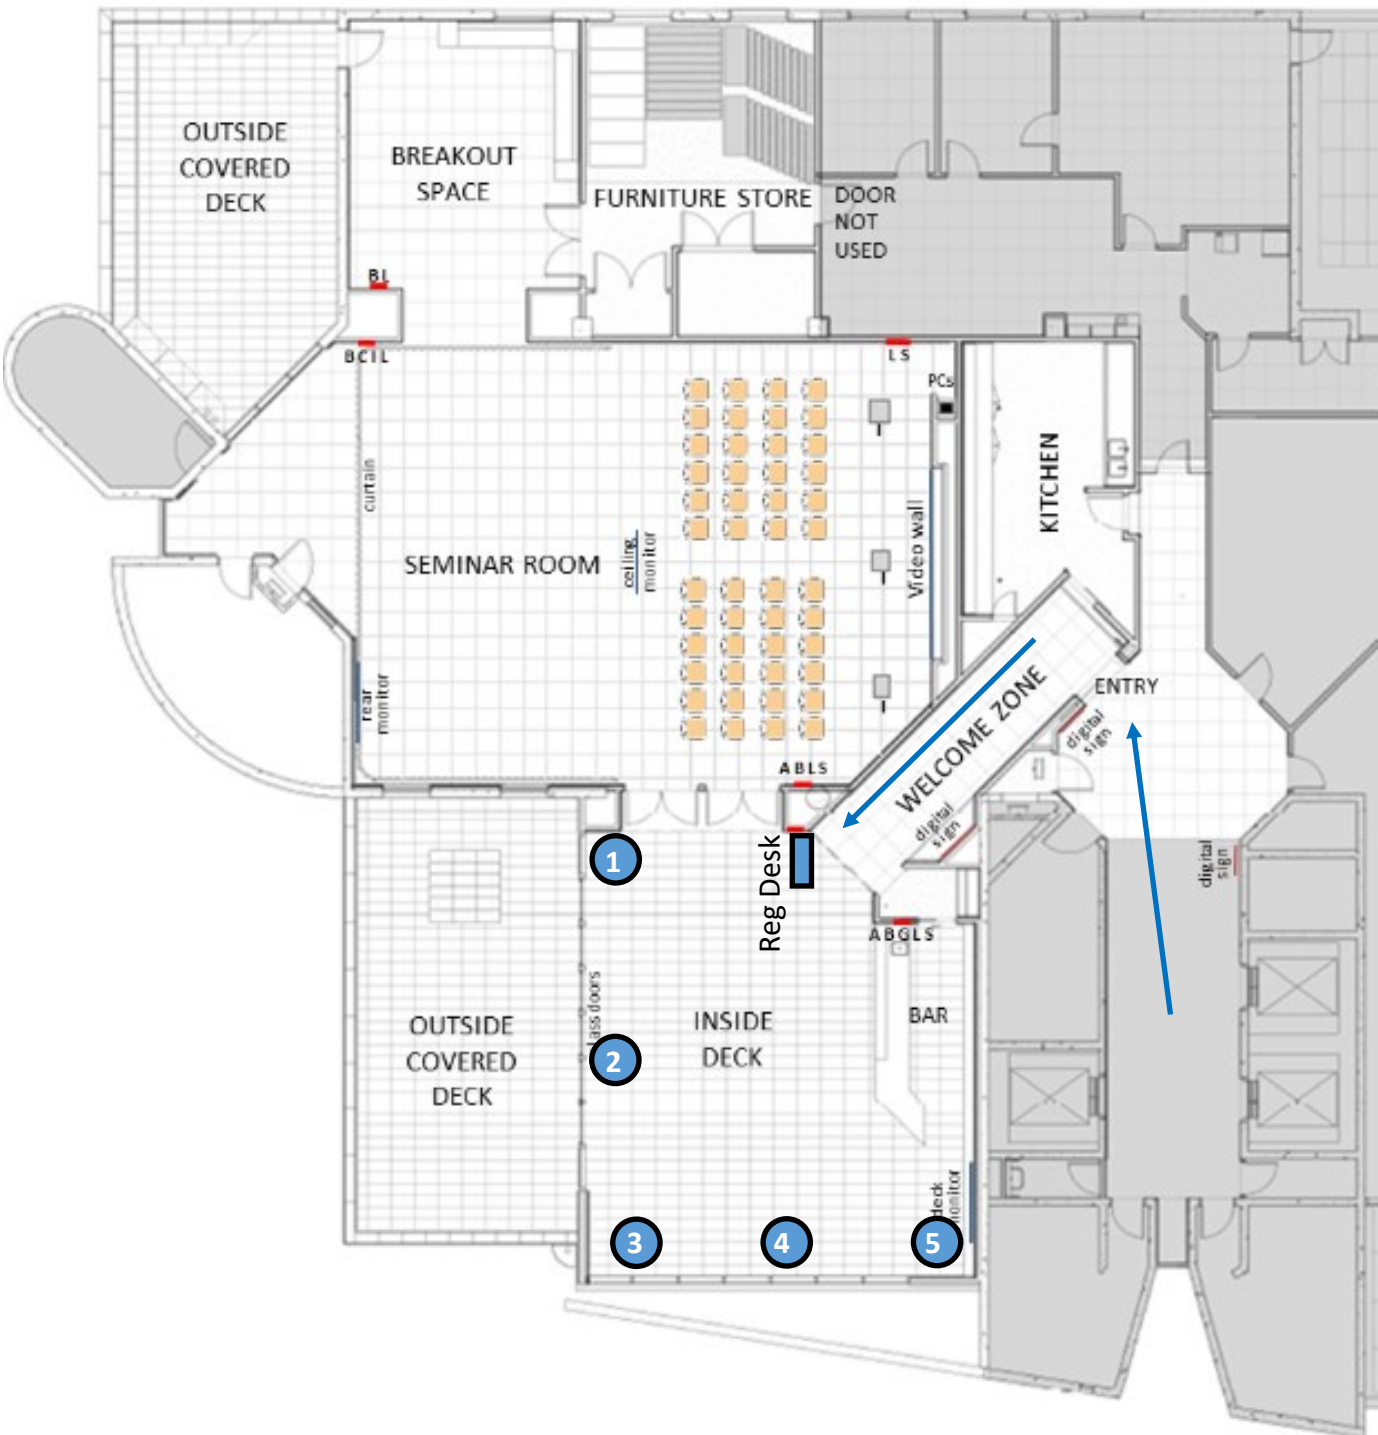 OUTSIDE
COVERED
DECK
BREAKOUT
SPACE
FURNITURE STORE
DOOR
NOT
USED
BL
BCIL
LS
PCs
curtain
SEMINAR ROOM
ceiling
monitor
Video wall
KITCHEN
rear
monitor
ENTRY
WELCOME ZONE
digital
sign
digital
sign
digital
sign
ABLS
1
Reg Desk
ABGLS
OUTSIDE
COVERED
DECK
lass doors
2
INSIDE
DECK
BAR
deck
monitor
3
4
5